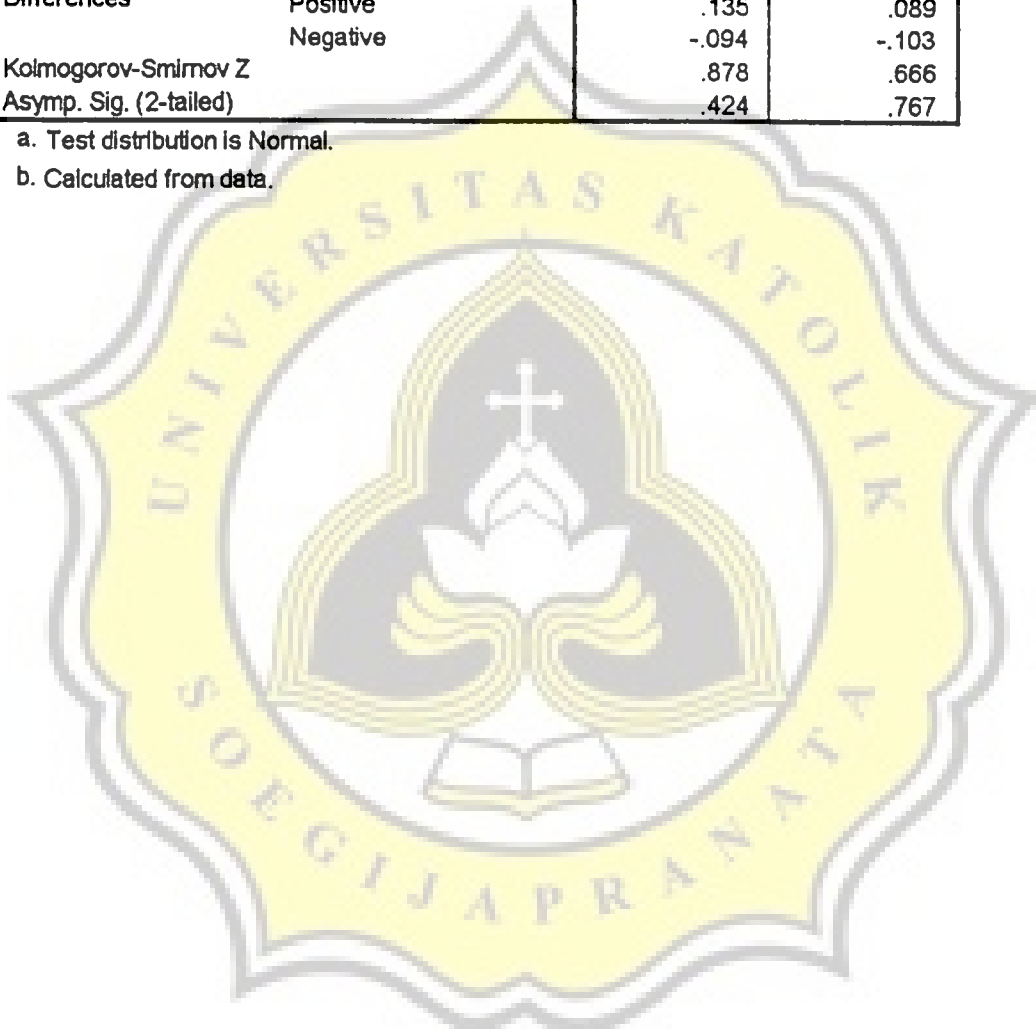 Differences Positive .135 .089
Negative -.094 -.103
Kolmogorov-Smirnov Z .878 .666
Asymp. Sig. (2-tailed) .424 .767
a. Test distribution is Normal.
b. Calculated from data.
UNIVERSITAS KATOLIK
SOEGIJAPRANATA